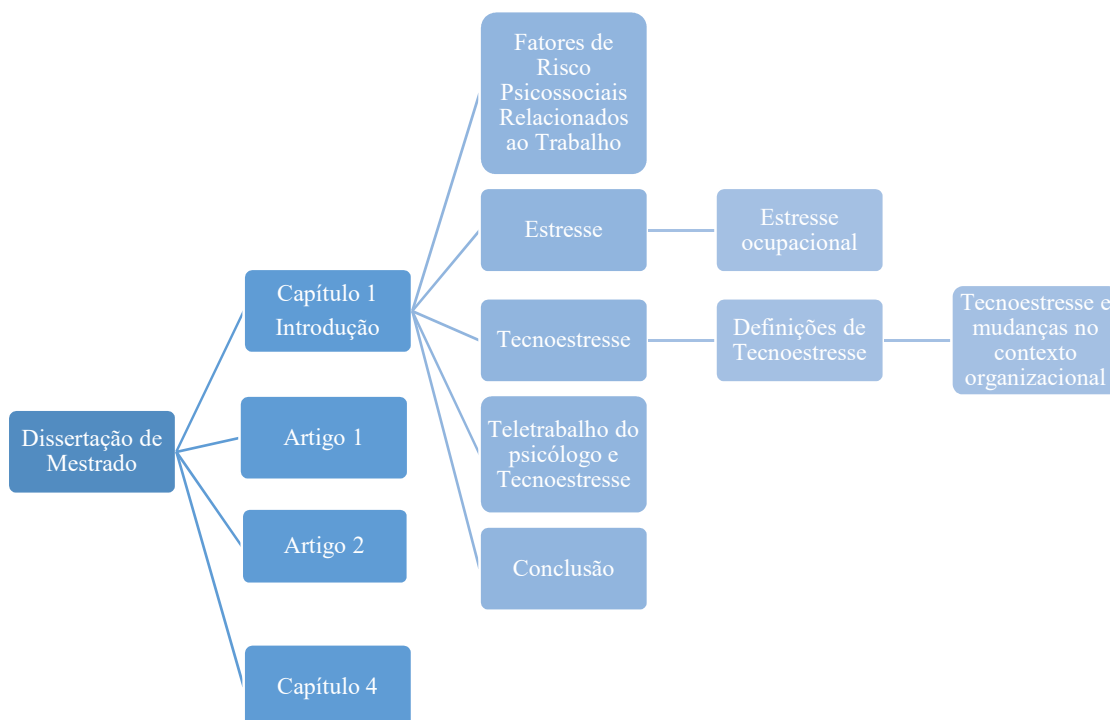 Fatores de
Risco
Psicossociais
Relacionados
ao Trabalho
Estresse
Estresse
ocupacional
Capítulo 1
Introdução
Tecnoestresse
Definições de
Tecnoestresse
Tecnoestresse e
mudanças no
contexto
organizacional
Dissertação de
Mestrado
Artigo 1
Teletrabalho do
psicólogo e
Tecnoestresse
Artigo 2
Conclusão
Capítulo 4